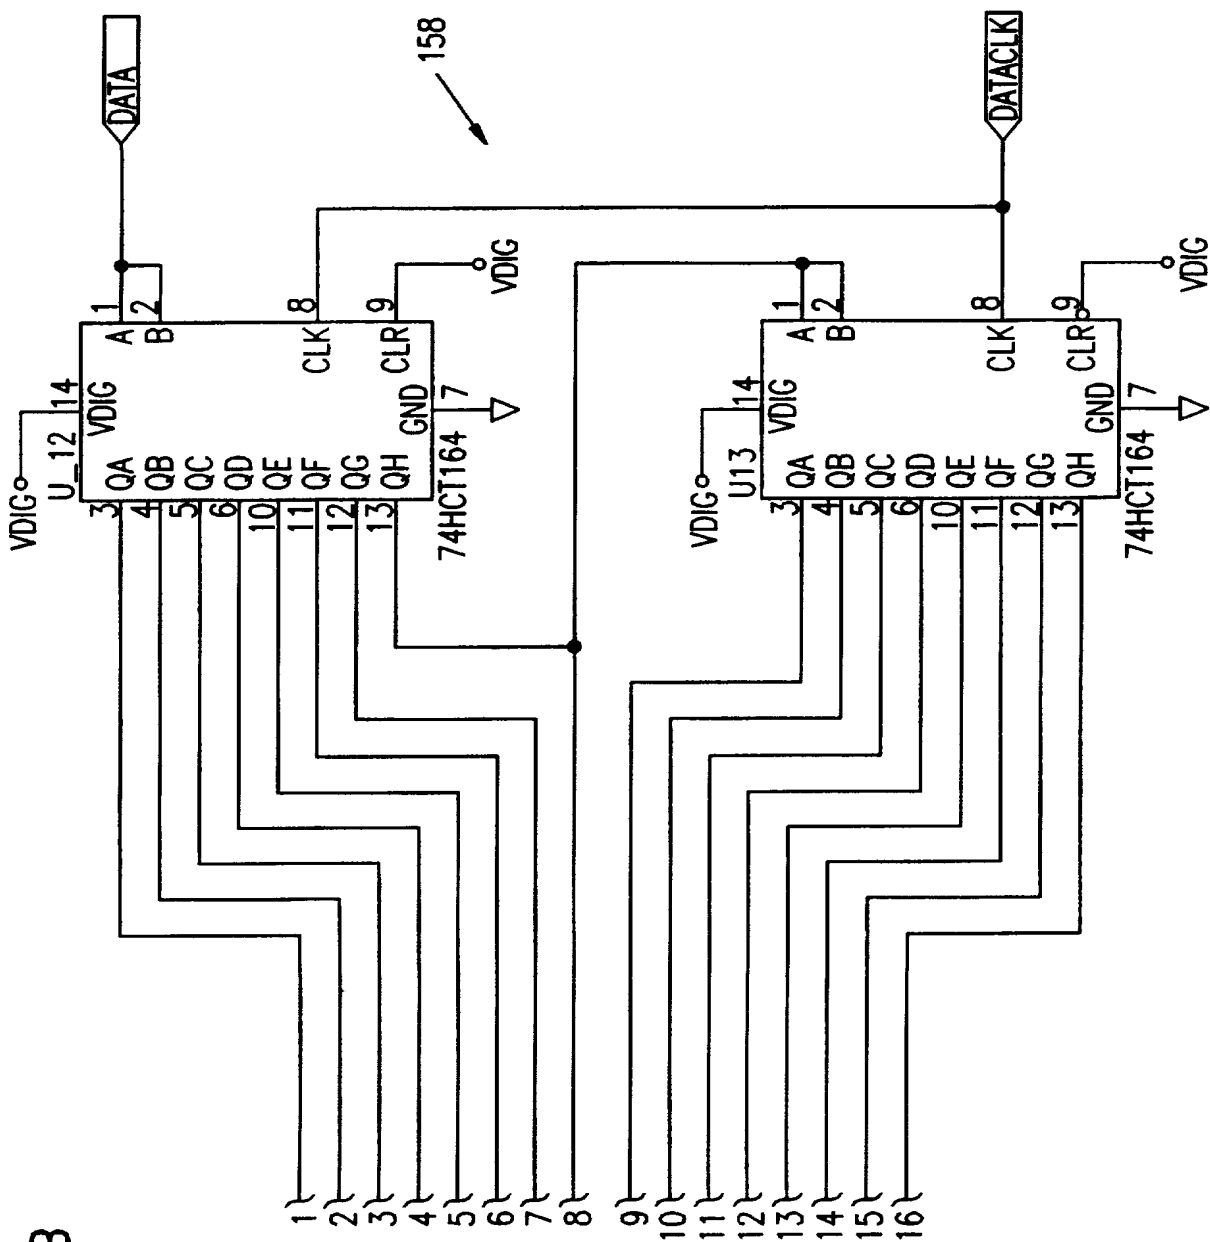 DATA
158
DATACLK
VDIG
U_12
14
VDIG
1
A
2
B
8
CLK
9
CLR
VDIG
GND
7
74HCT164
3 QA
4 QB
5 QC
6 QD
10 QE
11 QF
12 QG
13 QH
VDIG
U13
14
VDIG
1
A
2
B
8
CLK
9
CLR
VDIG
GND
7
74HCT164
3 QA
4 QB
5 QC
6 QD
10 QE
11 QF
12 QG
13 QH
1
2
3
4
5
6
7
8
9
10
11
12
13
14
15
16